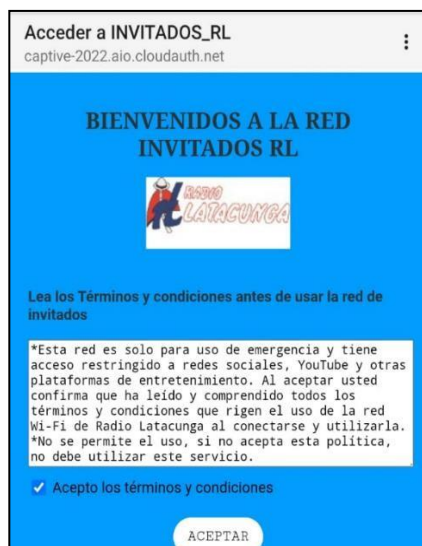 Acceder a INVITADOS_RL
captive-2022.aio.cloudauth.net
BIENVENIDOS A LA RED
INVITADOS RL
RADIO
LATACUNGA
Lea los Términos y condiciones antes de usar la red de
invitados
*Esta red es solo para uso de emergencia y tiene
acceso restringido a redes sociales, YouTube y otras
plataformas de entretenimiento. Al aceptar usted
confirma que ha leído y comprendido todos los
términos y condiciones que rigen el uso de la red
Wi-Fi de Radio Latacunga al conectarse y utilizarla.
*No se permite el uso, si no acepta esta política,
no debe utilizar este servicio.
Acepto los términos y condiciones
ACEPTAR